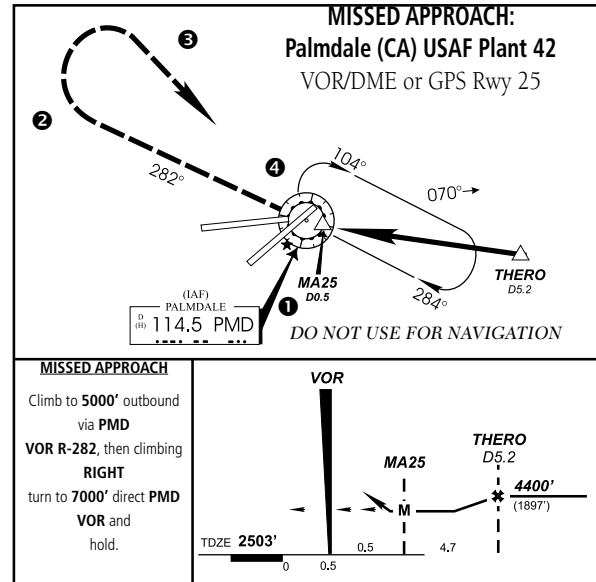 MISSED APPROACH:
Palmdale (CA) USAF Plant 42
VOR/DME or GPS Rwy 25
❸
❷
❹
282°
104°
070°→
284°
MA25
D0.5
THERO
D5.2
❶
(IAF)
PALMDALE
D
(H) 114.5 PMD
DO NOT USE FOR NAVIGATION
MISSED APPROACH
Climb to 5000' outbound
via PMD
VOR R-282, then climbing
RIGHT
turn to 7000' direct PMD
VOR and
hold.
VOR
THERO
D5.2
MA25
4400'
(1897')
M
TDZE 2503'
0.5
4.7
0
0.5